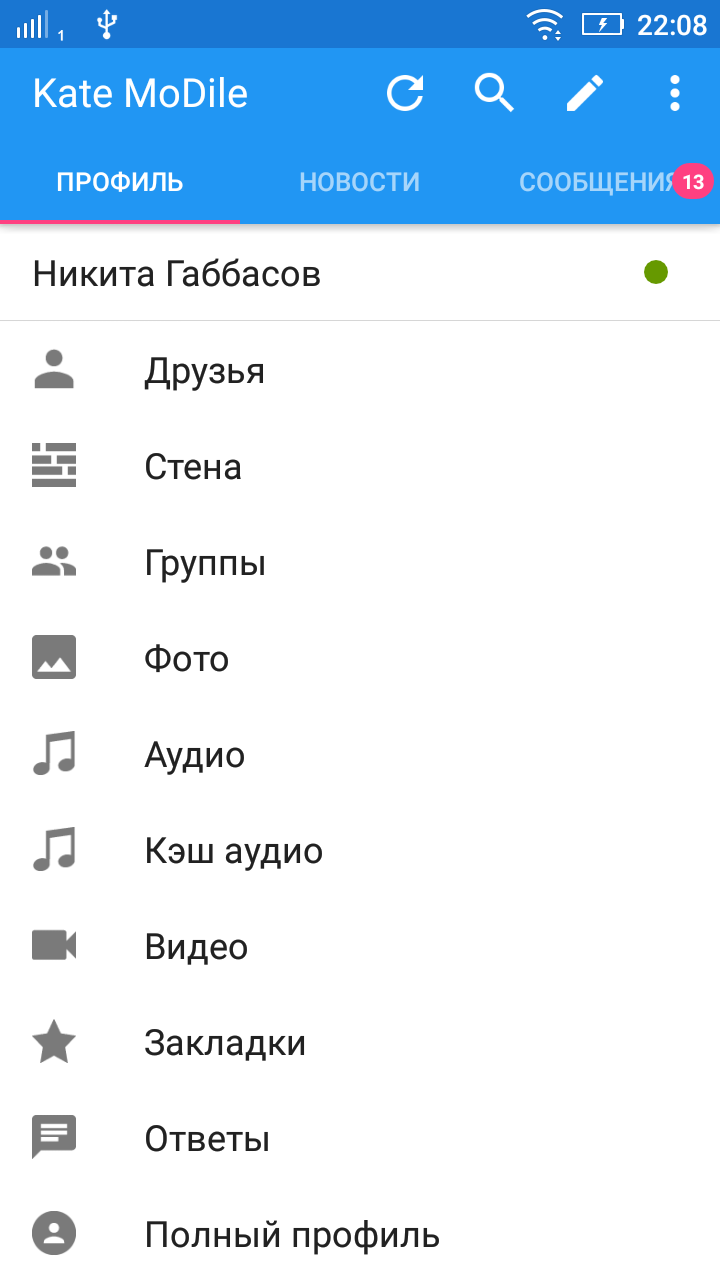 1
22:08
Kate MoDile
ПРОФИЛЬ
НОВОСТИ
СООБЩЕНИЯ
13
Никита Габбасов
Друзья
Стена
Группы
Фото
Аудио
Кэш аудио
Видео
Закладки
Ответы
Полный профиль